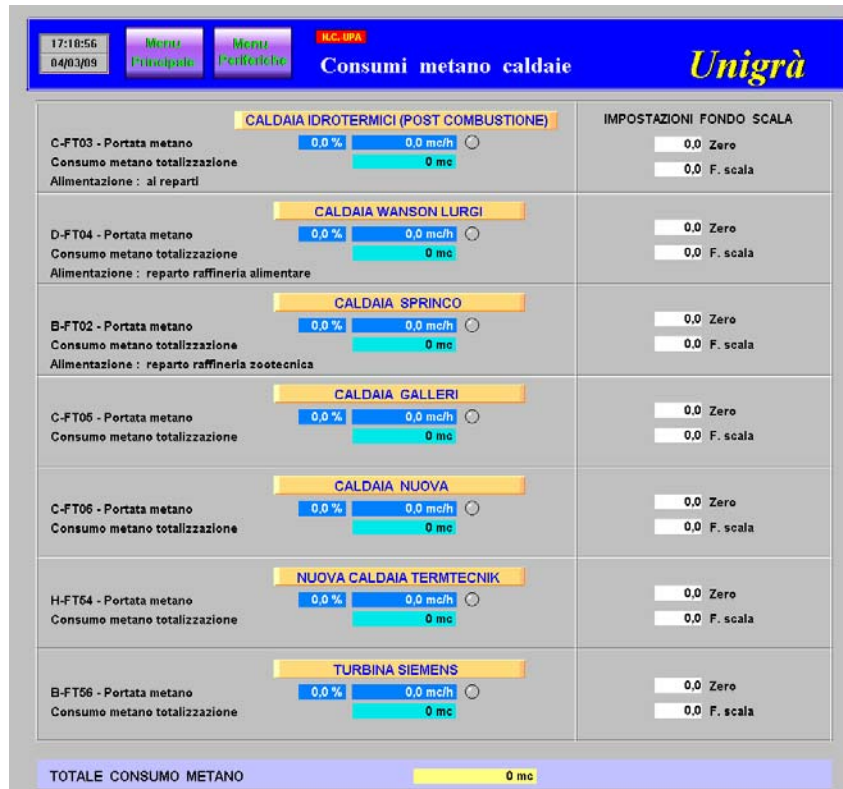 17:18:56
04/03/09
Menu Principale
Menu Periferiche
N.C. UPA
Consumi metano caldaie
Unigrà
CALDAIA IDROTERMICI (POST COMBUSTIONE)
IMPOSTAZIONI FONDO SCALA
C-FT03 - Portata metano 0,0 % 0,0 mc/h 0,0 Zero
Consumo metano totalizzazione 0 mc 0,0 F. scala
Alimentazione : ai reparti
CALDAIA WANSON LURGI
D-FT04 - Portata metano 0,0 % 0,0 mc/h 0,0 Zero
Consumo metano totalizzazione 0 mc 0,0 F. scala
Alimentazione : reparto raffineria alimentare
CALDAIA SPRINCO
B-FT02 - Portata metano 0,0 % 0,0 mc/h 0,0 Zero
Consumo metano totalizzazione 0 mc 0,0 F. scala
Alimentazione : reparto raffineria zootecnica
CALDAIA GALLERI
C-FT05 - Portata metano 0,0 % 0,0 mc/h 0,0 Zero
Consumo metano totalizzazione 0 mc 0,0 F. scala
CALDAIA NUOVA
C-FT06 - Portata metano 0,0 % 0,0 mc/h 0,0 Zero
Consumo metano totalizzazione 0 mc 0,0 F. scala
NUOVA CALDAIA TERMTECNIK
H-FT54 - Portata metano 0,0 % 0,0 mc/h 0,0 Zero
Consumo metano totalizzazione 0 mc 0,0 F. scala
TURBINA SIEMENS
B-FT56 - Portata metano 0,0 % 0,0 mc/h 0,0 Zero
Consumo metano totalizzazione 0 mc 0,0 F. scala
TOTALE CONSUMO METANO 0 mc